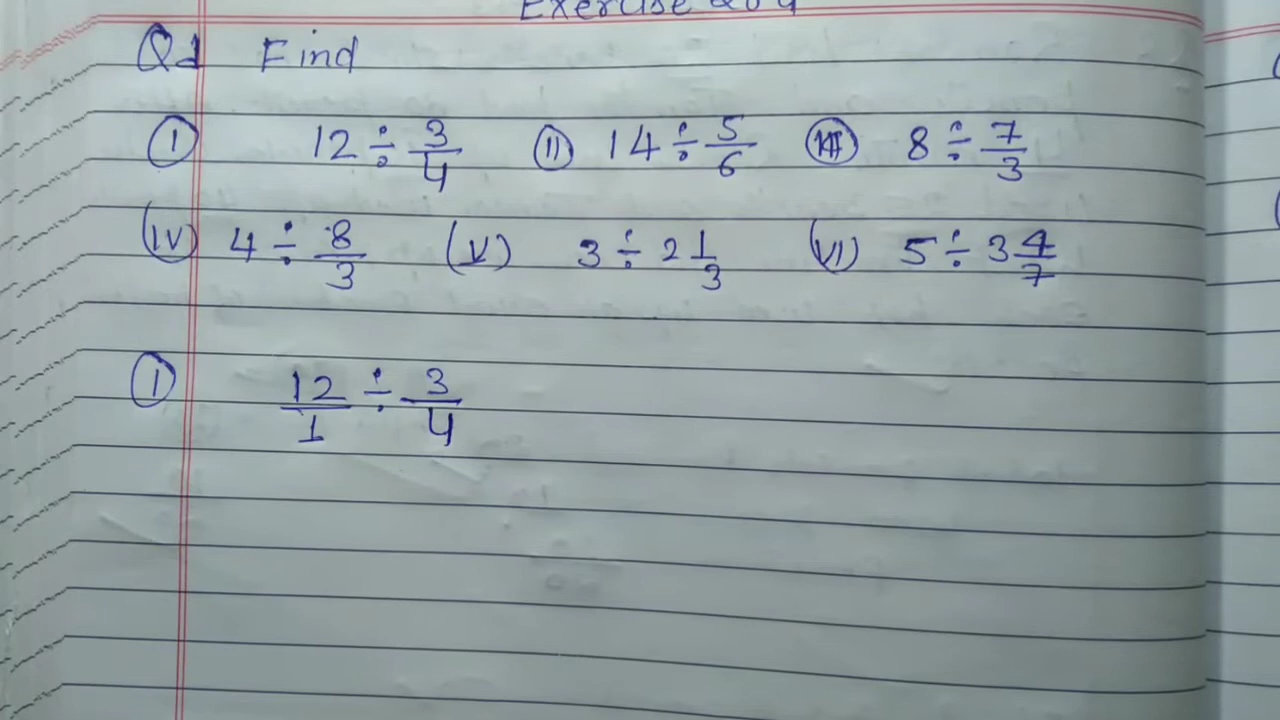 Exercise
Q1 Find
(I) 12 ÷ 3/4 (II) 14 ÷ 5/6 (III) 8 ÷ 7/3
(IV) 4 ÷ 8/3 (V) 3 ÷ 2 1/3 (VI) 5 ÷ 3 4/7
(I) 12/1 ÷ 3/4